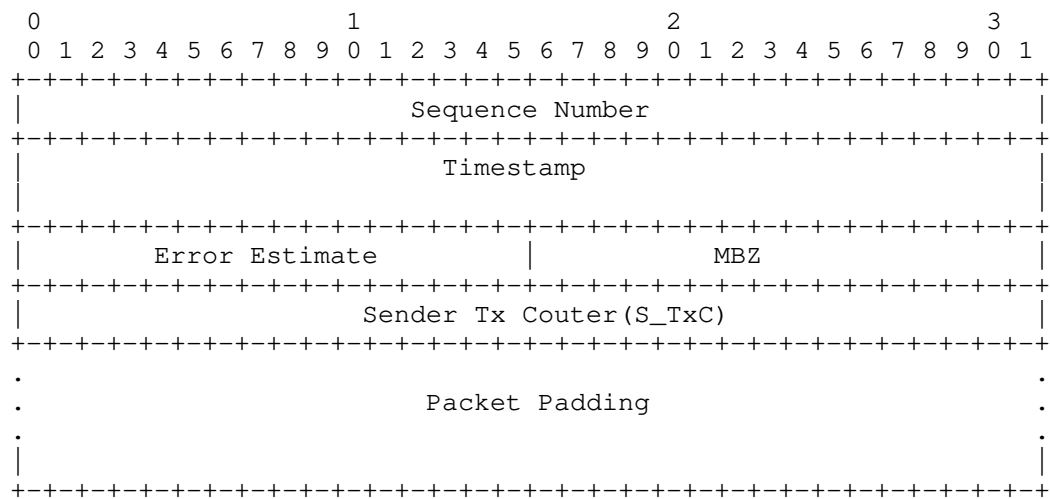 0                   1                   2                   3
 0 1 2 3 4 5 6 7 8 9 0 1 2 3 4 5 6 7 8 9 0 1 2 3 4 5 6 7 8 9 0 1
+-+-+-+-+-+-+-+-+-+-+-+-+-+-+-+-+-+-+-+-+-+-+-+-+-+-+-+-+-+-+-+-+
|                        Sequence Number                        |
+-+-+-+-+-+-+-+-+-+-+-+-+-+-+-+-+-+-+-+-+-+-+-+-+-+-+-+-+-+-+-+-+
|                          Timestamp                            |
|                                                               |
+-+-+-+-+-+-+-+-+-+-+-+-+-+-+-+-+-+-+-+-+-+-+-+-+-+-+-+-+-+-+-+-+
|        Error Estimate         |           MBZ                 |
+-+-+-+-+-+-+-+-+-+-+-+-+-+-+-+-+-+-+-+-+-+-+-+-+-+-+-+-+-+-+-+-+
|                     Sender Tx Couter(S_TxC)                   |
+-+-+-+-+-+-+-+-+-+-+-+-+-+-+-+-+-+-+-+-+-+-+-+-+-+-+-+-+-+-+-+-+
.                                                               .
.                         Packet Padding                        .
.                                                               .
|                                                               |
+-+-+-+-+-+-+-+-+-+-+-+-+-+-+-+-+-+-+-+-+-+-+-+-+-+-+-+-+-+-+-+-+